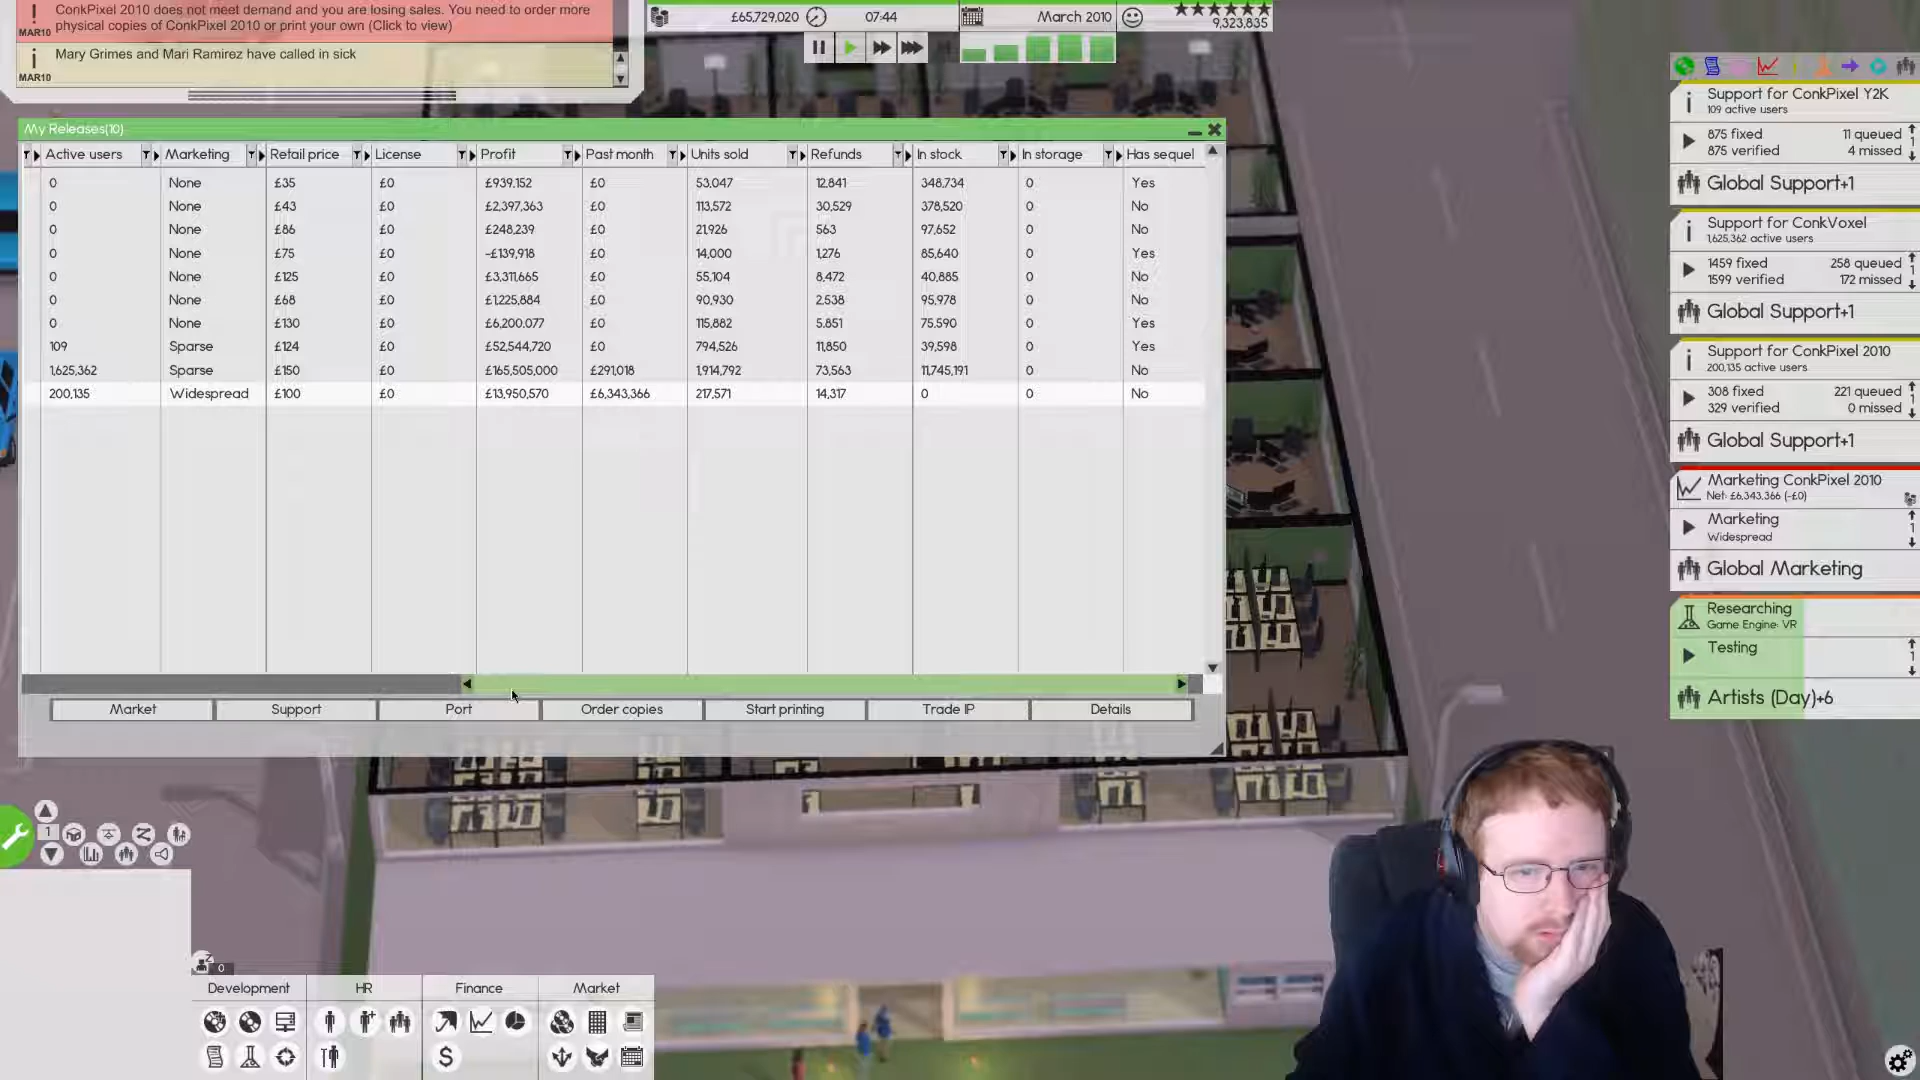 ConkPixel 2010 does not meet demand and you are losing sales. You need to order more
physical copies of ConkPixel 2010 or print your own (Click to view)
MAR10
Mary Grimes and Mari Ramirez have called in sick
MAR10
£65,729,020 07:44 March 2010 9,323,835
My Releases(10)
Active users Marketing Retail price License Profit Past month Units sold Refunds In stock In storage Has sequel
0 None £35 £0 £939,152 £0 53,047 12,841 348,734 0 Yes
0 None £43 £0 £2,397,363 £0 113,572 30,529 378,520 0 No
0 None £86 £0 £248,239 £0 21,926 563 97,652 0 No
0 None £75 £0 -£139,918 £0 14,000 1,276 85,640 0 Yes
0 None £125 £0 £3,311,665 £0 55,104 8,472 40,885 0 No
0 None £68 £0 £1,225,884 £0 90,930 2,538 95,978 0 No
0 None £130 £0 £6,200,077 £0 115,882 5,851 75,590 0 Yes
109 Sparse £124 £0 £52,544,720 £0 794,526 11,850 39,598 0 Yes
1,625,362 Sparse £150 £0 £165,505,000 £291,018 1,914,792 73,563 11,745,191 0 No
200,135 Widespread £100 £0 £13,950,570 £6,343,366 217,571 14,317 0 0 No
Market Support Port Order copies Start printing Trade IP Details
Support for ConkPixel Y2K
109 active users
875 fixed 11 queued
875 verified 4 missed
1
Global Support+1
Support for ConkVoxel
1,625,362 active users
1459 fixed 258 queued
1599 verified 172 missed
1
Global Support+1
Support for ConkPixel 2010
200,135 active users
308 fixed 221 queued
329 verified 0 missed
1
Global Support+1
Marketing ConkPixel 2010
Net: £6,343,366 (-£0)
Marketing
Widespread
1
Global Marketing
Researching
Game Engine: VR
Testing
1
Artists (Day)+6
1
0
Development HR Finance Market